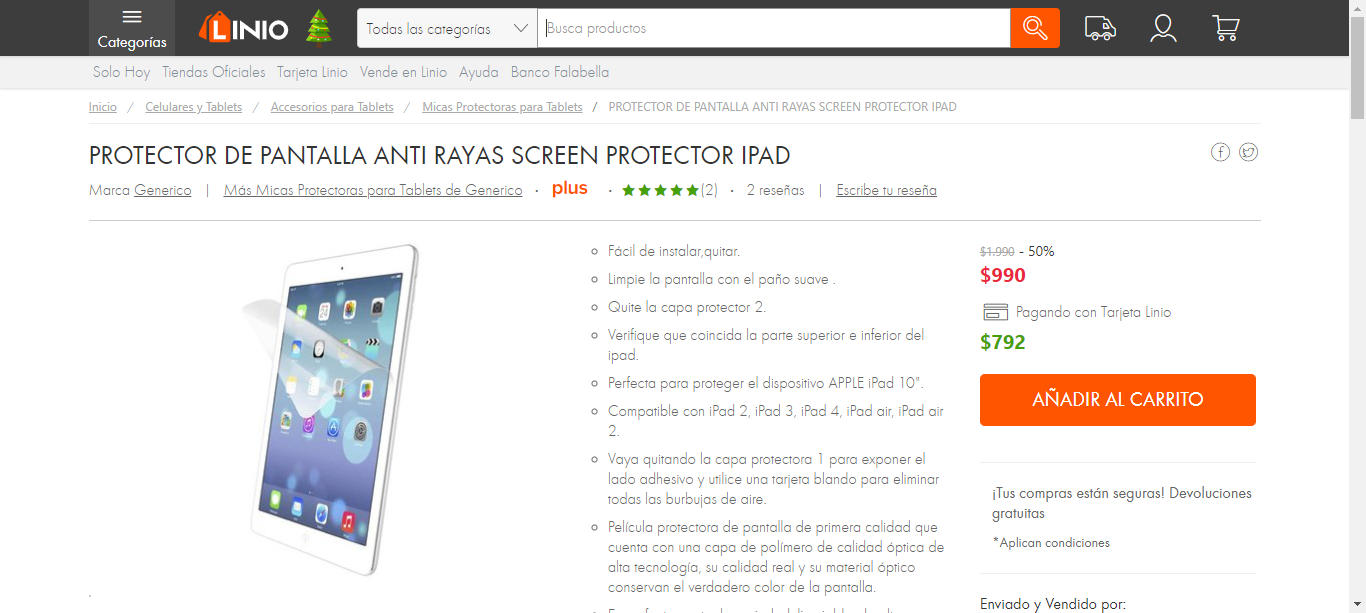 Categorías
LINIO
Todas las categorías
Busca productos
Solo Hoy Tiendas Oficiales Tarjeta Linio Vende en Linio Ayuda Banco Falabella
Inicio / Celulares y Tablets / Accesorios para Tablets / Micas Protectoras para Tablets / PROTECTOR DE PANTALLA ANTI RAYAS SCREEN PROTECTOR IPAD
PROTECTOR DE PANTALLA ANTI RAYAS SCREEN PROTECTOR IPAD
Marca Generico | Más Micas Protectoras para Tablets de Generico · plus · ★★★★★(2) · 2 reseñas | Escribe tu reseña
Fácil de instalar,quitar.
Limpie la pantalla con el paño suave .
Quite la capa protector 2.
Verifique que coincida la parte superior e inferior del
ipad.
Perfecta para proteger el dispositivo APPLE iPad 10".
Compatible con iPad 2, iPad 3, iPad 4, iPad air, iPad air
2.
Vaya quitando la capa protectora 1 para exponer el
lado adhesivo y utilice una tarjeta blando para eliminar
todas las burbujas de aire.
Película protectora de pantalla de primera calidad que
cuenta con una capa de polímero de calidad óptica de
alta tecnología, su calidad real y su material óptico
conservan el verdadero color de la pantalla.
$1.990 - 50%
$990
Pagando con Tarjeta Linio
$792
AÑADIR AL CARRITO
¡Tus compras están seguras! Devoluciones
gratuitas
*Aplican condiciones
Enviado y Vendido por: